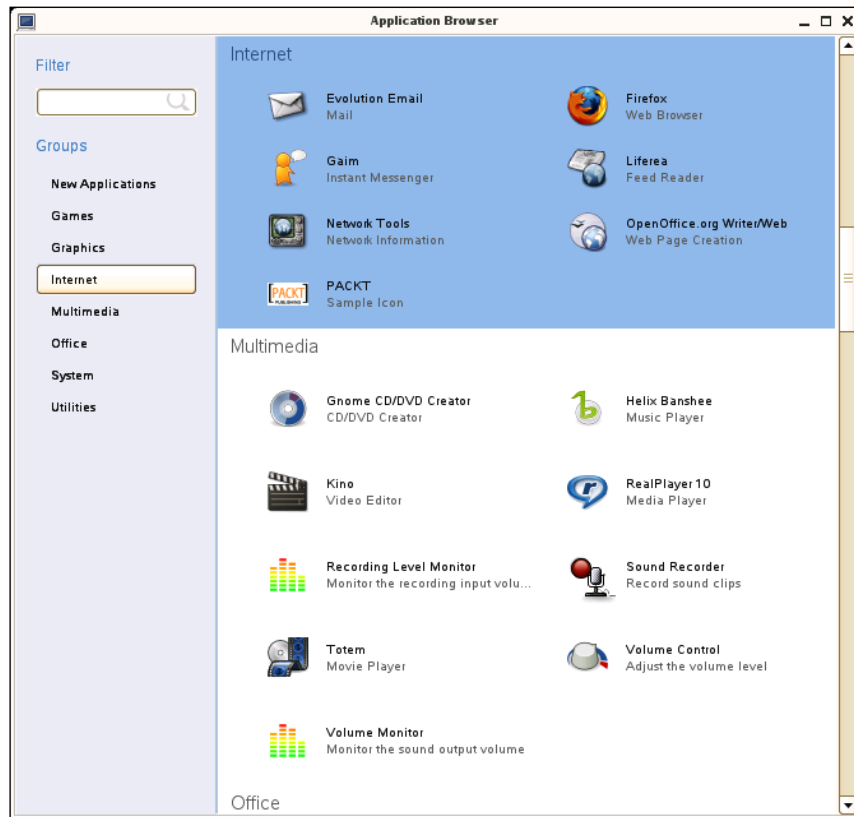 Application Browser
Filter
Groups
New Applications
Games
Graphics
Internet
Multimedia
Office
System
Utilities
Internet
Evolution Email
Mail
Firefox
Web Browser
Gaim
Instant Messenger
Liferea
Feed Reader
Network Tools
Network Information
OpenOffice.org Writer/Web
Web Page Creation
PACKT
PUBLISHING
PACKT
Sample Icon
Multimedia
Gnome CD/DVD Creator
CD/DVD Creator
Helix Banshee
Music Player
Kino
Video Editor
RealPlayer 10
Media Player
Recording Level Monitor
Monitor the recording input volu...
Sound Recorder
Record sound clips
Totem
Movie Player
Volume Control
Adjust the volume level
Volume Monitor
Monitor the sound output volume
Office